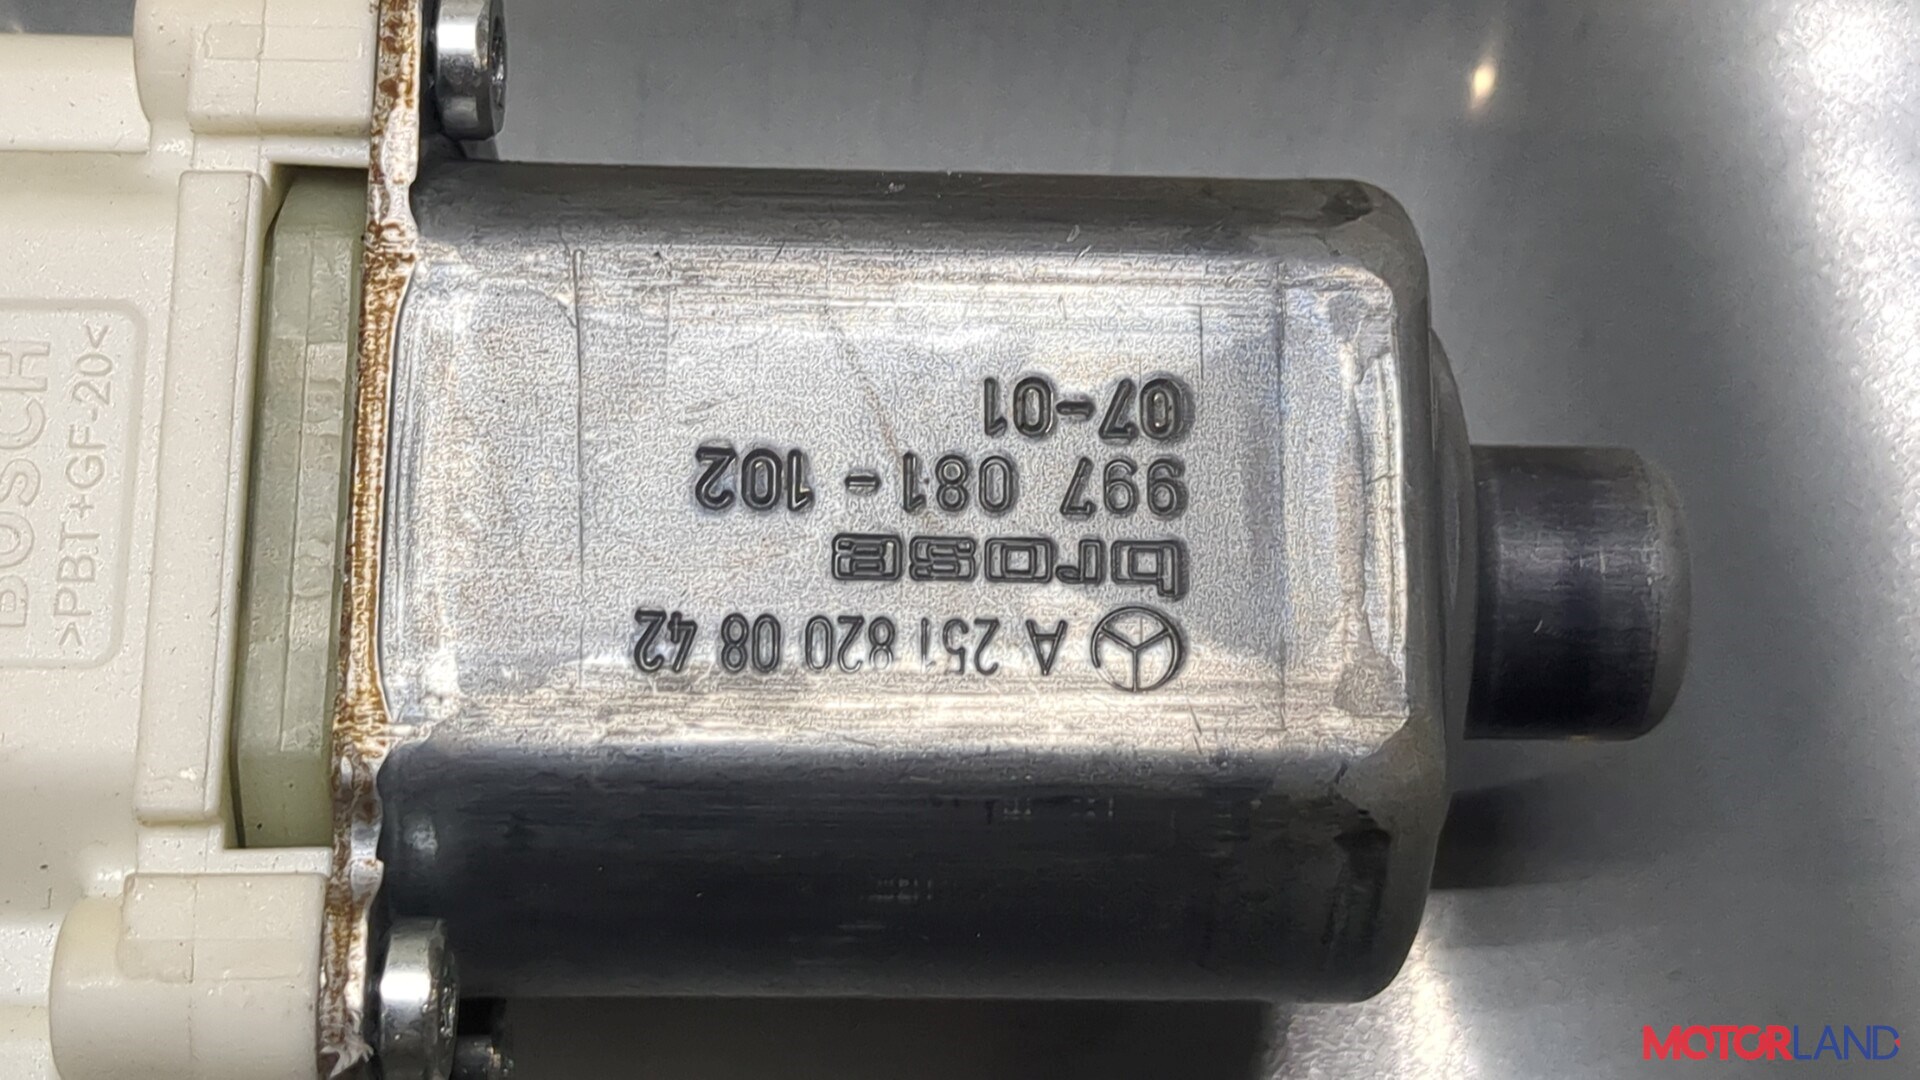 A 251 820 08 42
brose
997 081-102
07-01
BOSCH
>PBT+GF-20<
MOTORLAND